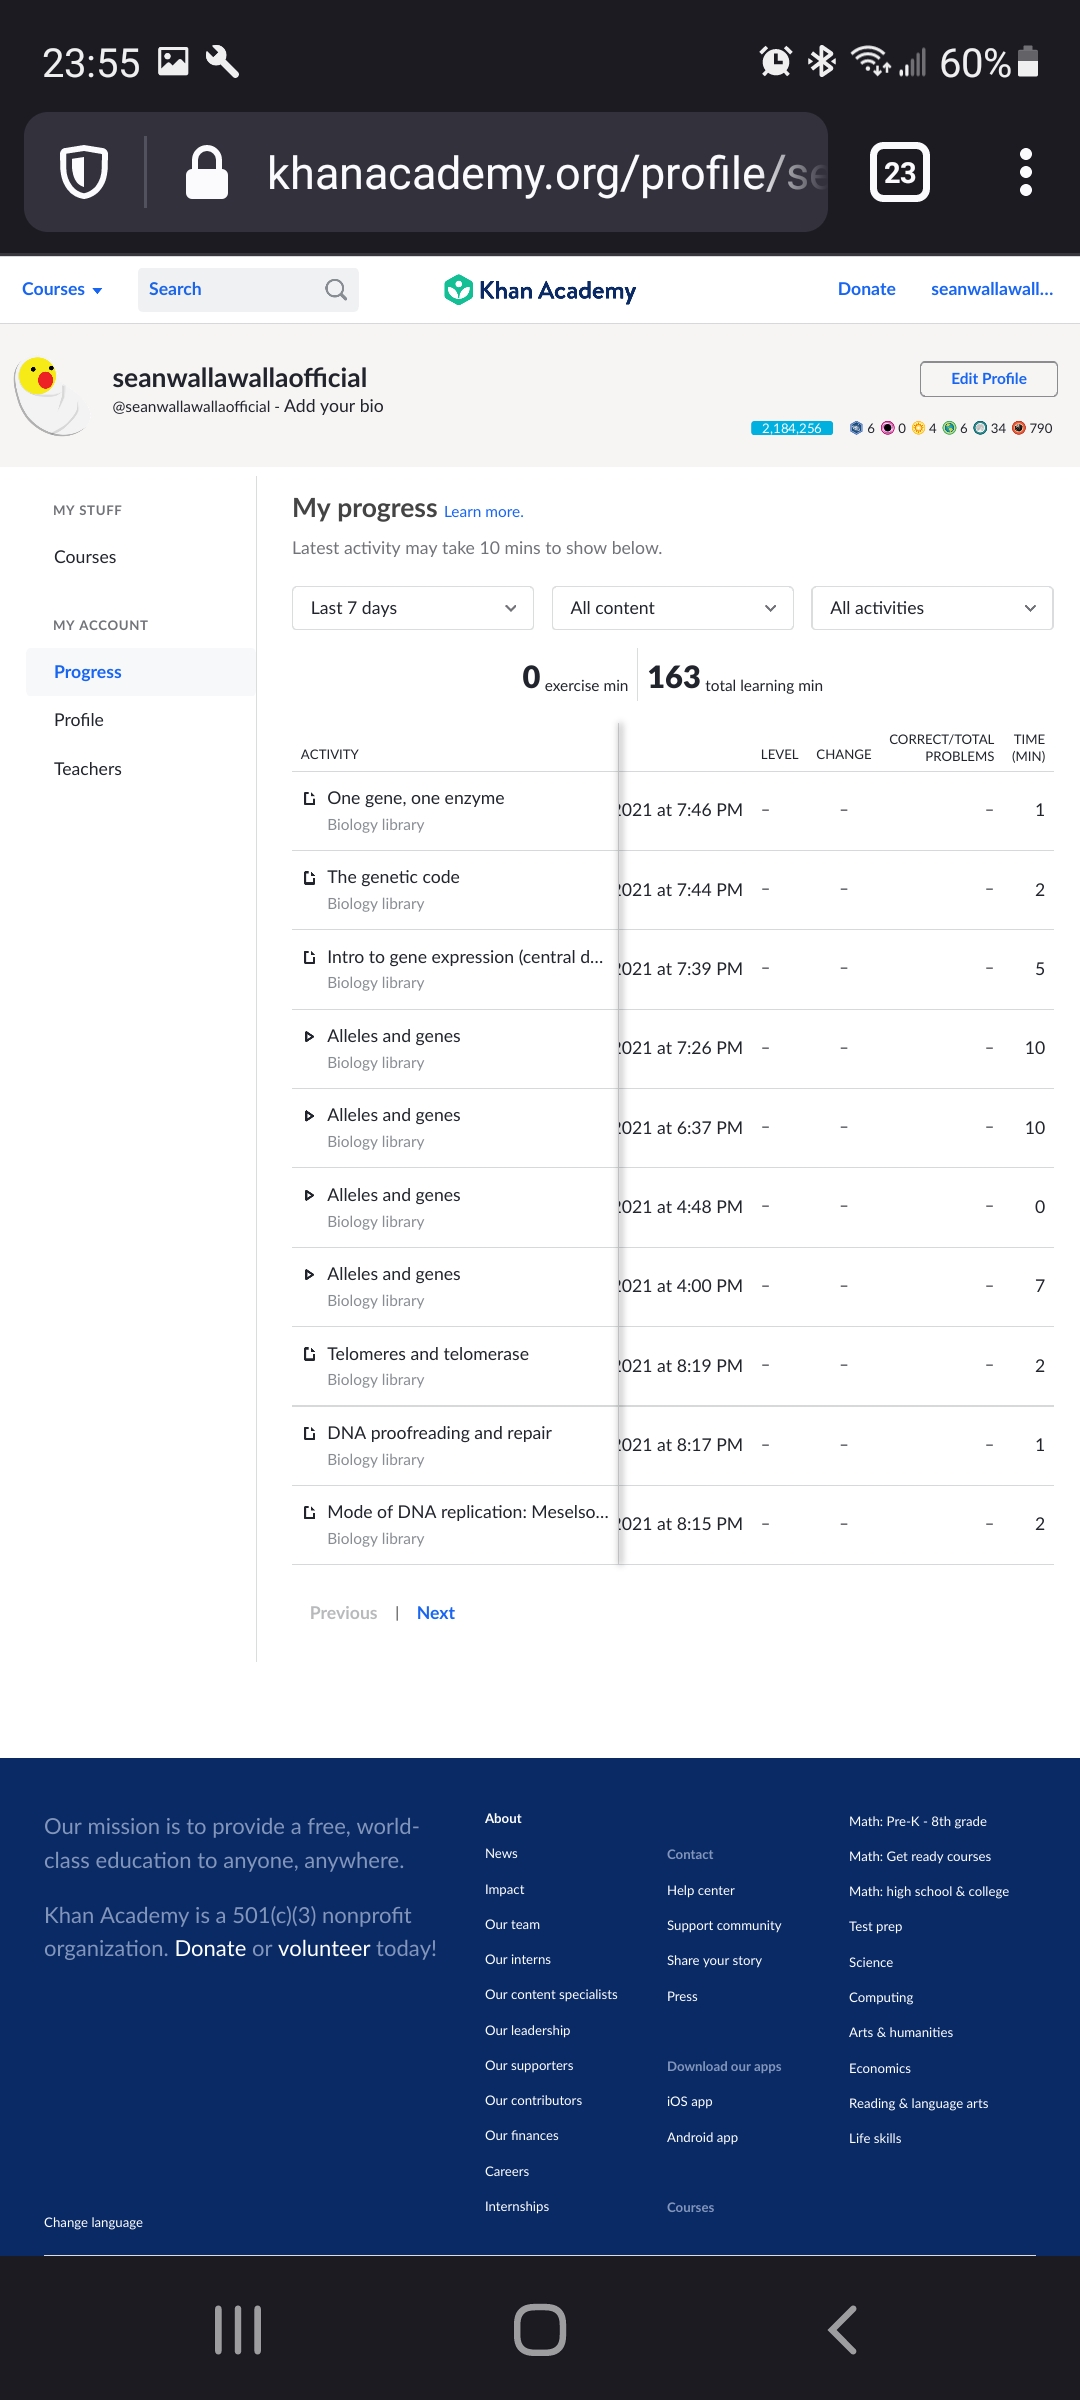 23:55
60%
khanacademy.org/profile/se
23
Courses
Search
Khan Academy
Donate
seanwallawall...
seanwallawallaofficial
@seanwallawallaofficial - Add your bio
Edit Profile
2,184,256 6 0 4 6 34 790
MY STUFF
Courses
MY ACCOUNT
Progress
Profile
Teachers
My progress Learn more.
Latest activity may take 10 mins to show below.
Last 7 days
All content
All activities
0 exercise min
163 total learning min
ACTIVITY LEVEL CHANGE CORRECT/TOTAL PROBLEMS TIME (MIN)
One gene, one enzyme
Biology library
2021 at 7:46 PM – – – 1
The genetic code
Biology library
2021 at 7:44 PM – – – 2
Intro to gene expression (central d...
Biology library
2021 at 7:39 PM – – – 5
Alleles and genes
Biology library
2021 at 7:26 PM – – – 10
Alleles and genes
Biology library
2021 at 6:37 PM – – – 10
Alleles and genes
Biology library
2021 at 4:48 PM – – – 0
Alleles and genes
Biology library
2021 at 4:00 PM – – – 7
Telomeres and telomerase
Biology library
2021 at 8:19 PM – – – 2
DNA proofreading and repair
Biology library
2021 at 8:17 PM – – – 1
Mode of DNA replication: Meselso...
Biology library
2021 at 8:15 PM – – – 2
Previous | Next
Our mission is to provide a free, world-
class education to anyone, anywhere.
Khan Academy is a 501(c)(3) nonprofit
organization. Donate or volunteer today!
Change language
About
News
Impact
Our team
Our interns
Our content specialists
Our leadership
Our supporters
Our contributors
Our finances
Careers
Internships
Contact
Help center
Support community
Share your story
Press
Download our apps
iOS app
Android app
Courses
Math: Pre-K - 8th grade
Math: Get ready courses
Math: high school & college
Test prep
Science
Computing
Arts & humanities
Economics
Reading & language arts
Life skills